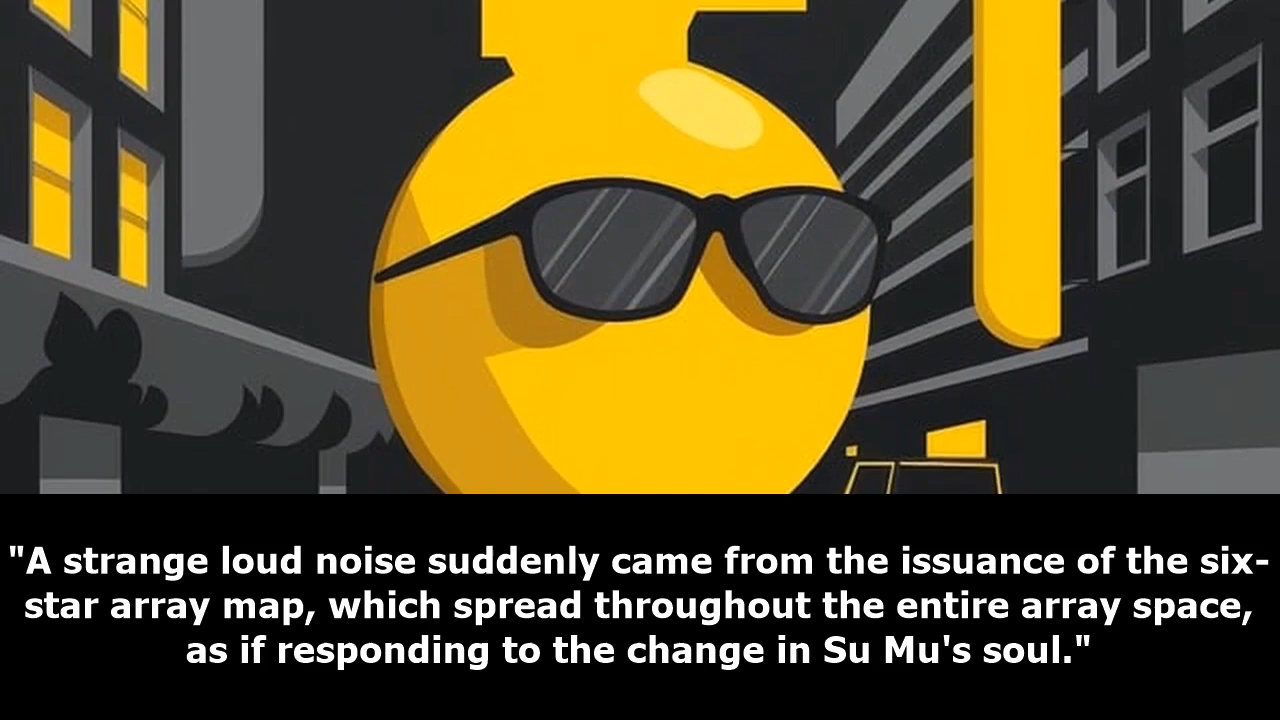 "A strange loud noise suddenly came from the issuance of the six-
star array map, which spread throughout the entire array space,
as if responding to the change in Su Mu's soul."